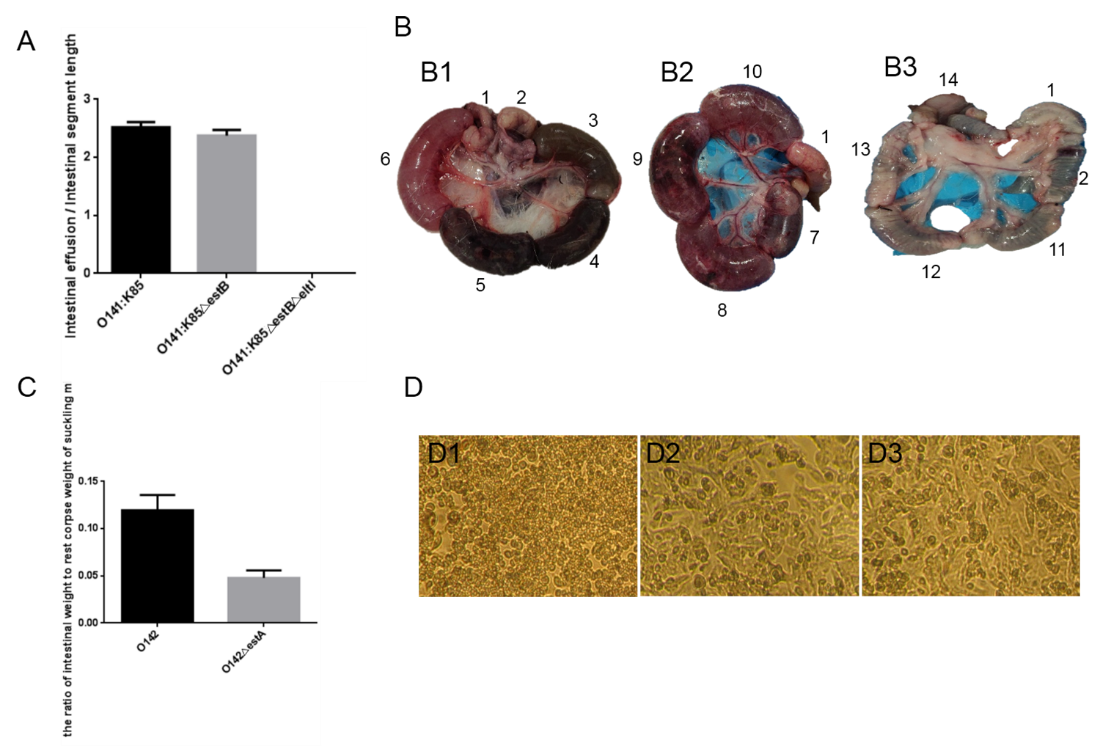 A
Intestinal effusion / Intestinal segment length
3
2
1
0
O141:K85
O141:K85△estB
O141:K85△estB△eltI
B
B1
1
2
3
4
5
6
B2
10
1
9
7
8
B3
14
1
13
2
11
12
C
the ratio of intestinal weight to rest corpse weight of suckling m
0.15
0.10
0.05
0.00
O142
O142△estA
D
D1
D2
D3